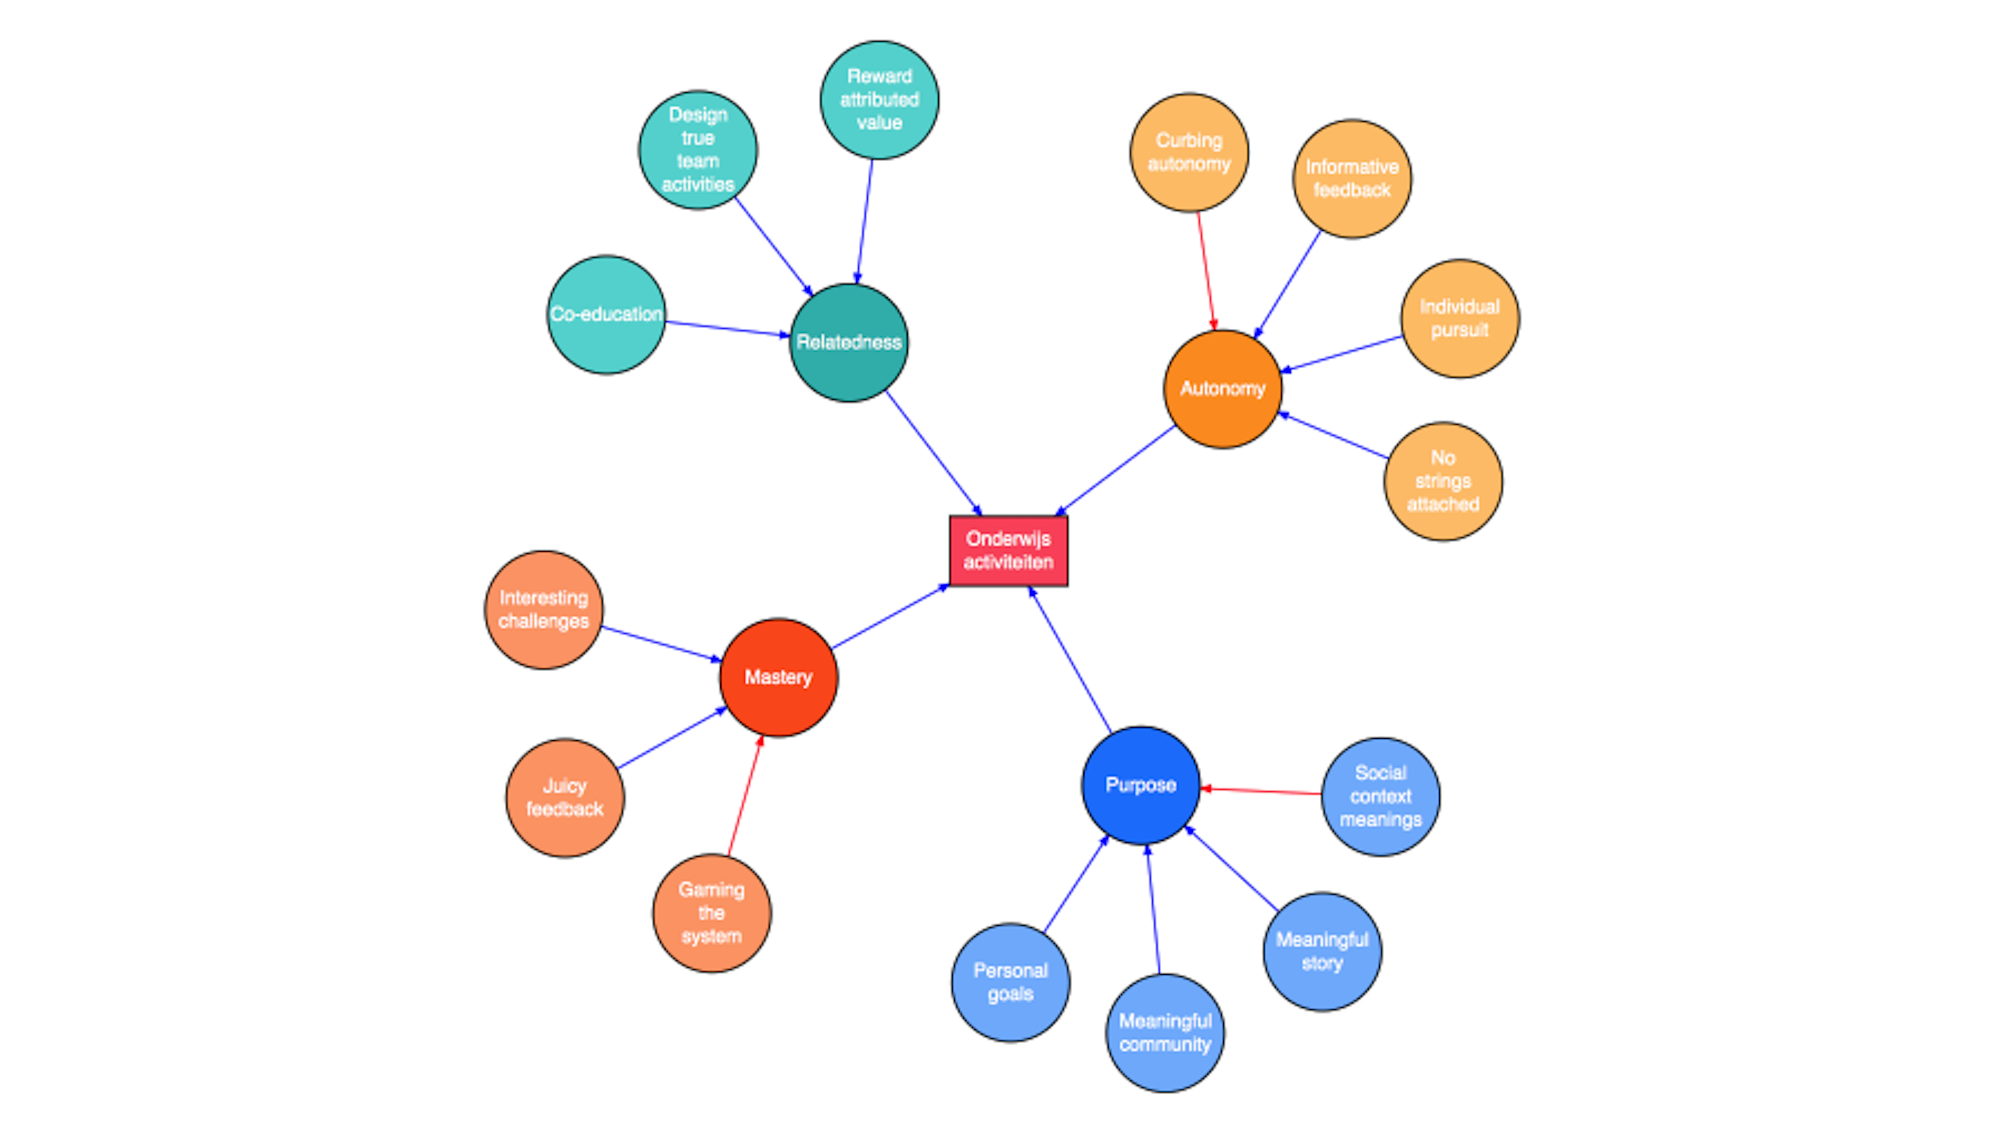 Reward
attributed
value
Design
true
team
activities
Curbing
autonomy
Informative
feedback
Co-education
Relatedness
Individual
pursuit
Autonomy
No
strings
attached
Onderwijs
activiteiten
Interesting
challenges
Mastery
Juicy
feedback
Gaming
the
system
Purpose
Social
context
meanings
Personal
goals
Meaningful
community
Meaningful
story